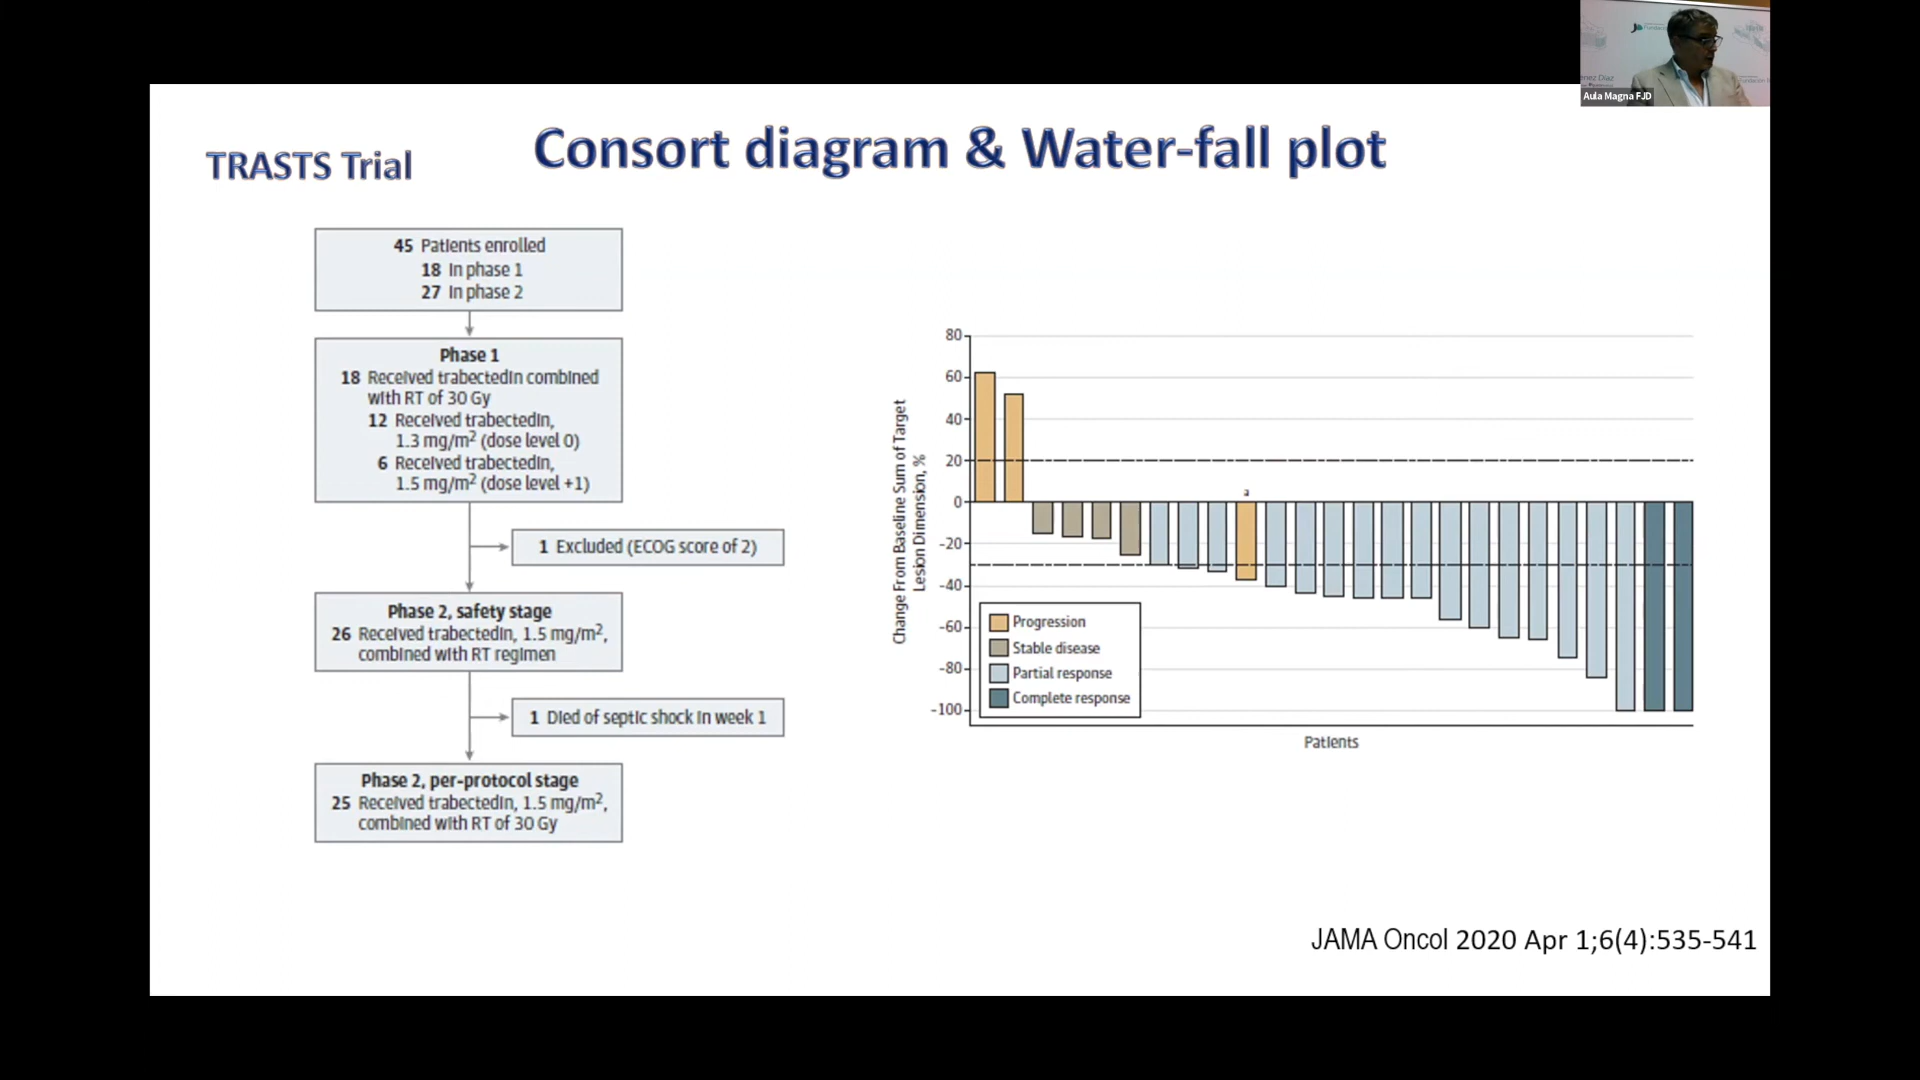 TRASTS Trial
Consort diagram & Water-fall plot
45 Patients enrolled
18 In phase 1
27 In phase 2
Phase 1
18 Received trabectedin combined
with RT of 30 Gy
12 Received trabectedin,
1.3 mg/m² (dose level 0)
6 Received trabectedin,
1.5 mg/m² (dose level +1)
1 Excluded (ECOG score of 2)
Phase 2, safety stage
26 Received trabectedin, 1.5 mg/m²,
combined with RT regimen
1 Died of septic shock in week 1
Phase 2, per-protocol stage
25 Received trabectedin, 1.5 mg/m²,
combined with RT of 30 Gy
Change From Baseline Sum of Target
Lesion Dimension, %
80
60
40
20
0
-20
-40
-60
-80
-100
a
Progression
Stable disease
Partial response
Complete response
Patients
JAMA Oncol 2020 Apr 1;6(4):535-541
Aula Magna FJD